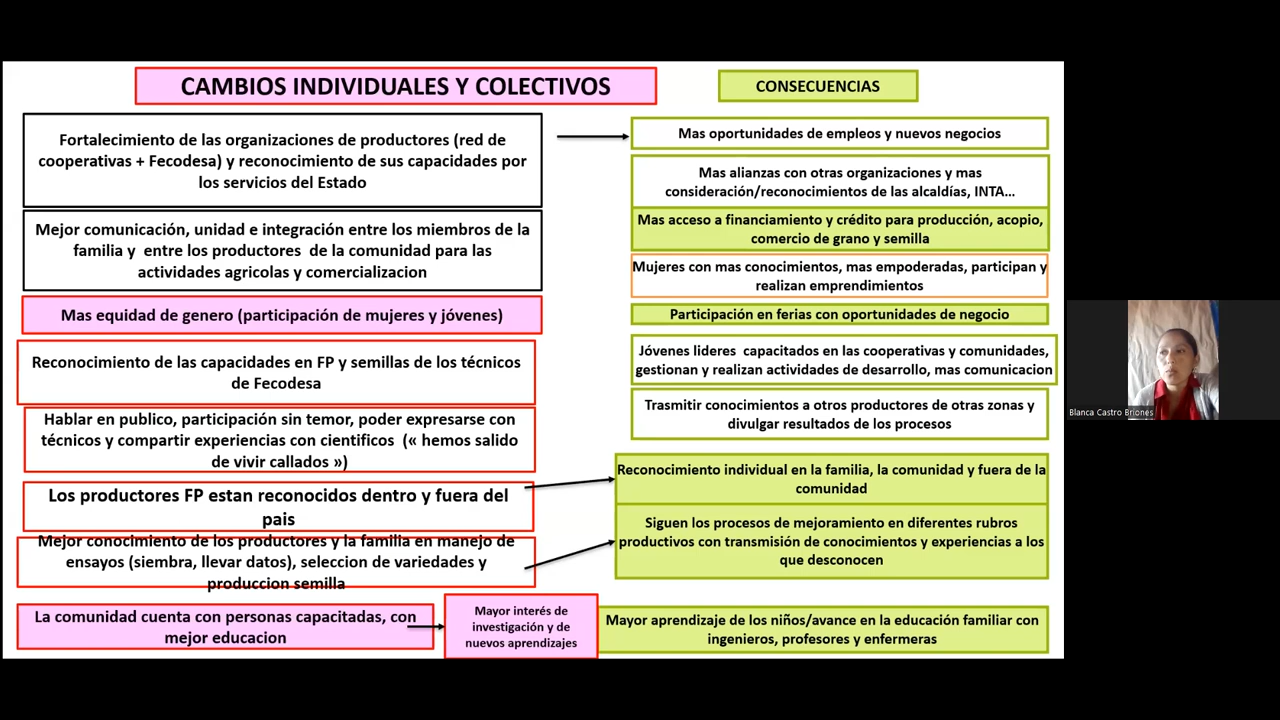 CAMBIOS INDIVIDUALES Y COLECTIVOS
CONSECUENCIAS
Fortalecimiento de las organizaciones de productores (red de
cooperativas + Fecodesa) y reconocimiento de sus capacidades por
los servicios del Estado
Mas oportunidades de empleos y nuevos negocios
Mas alianzas con otras organizaciones y mas
consideración/reconocimientos de las alcaldías, INTA...
Mejor comunicación, unidad e integración entre los miembros de la
familia y entre los productores de la comunidad para las
actividades agricolas y comercializacion
Mas acceso a financiamiento y crédito para producción, acopio,
comercio de grano y semilla
Mujeres con mas conocimientos, mas empoderadas, participan y
realizan emprendimientos
Mas equidad de genero (participación de mujeres y jóvenes)
Participación en ferias con oportunidades de negocio
Reconocimiento de las capacidades en FP y semillas de los técnicos
de Fecodesa
Jóvenes lideres capacitados en las cooperativas y comunidades,
gestionan y realizan actividades de desarrollo, mas comunicacion
Hablar en publico, participación sin temor, poder expresarse con
técnicos y compartir experiencias con cientificos (« hemos salido
de vivir callados »)
Trasmitir conocimientos a otros productores de otras zonas y
divulgar resultados de los procesos
Los productores FP estan reconocidos dentro y fuera del
pais
Reconocimiento individual en la familia, la comunidad y fuera de la
comunidad
Mejor conocimiento de los productores y la familia en manejo de
ensayos (siembra, llevar datos), seleccion de variedades y
produccion semilla
Siguen los procesos de mejoramiento en diferentes rubros
productivos con transmisión de conocimientos y experiencias a los
que desconocen
La comunidad cuenta con personas capacitadas, con
mejor educacion
Mayor interés de
investigación y de
nuevos aprendizajes
Mayor aprendizaje de los niños/avance en la educación familiar con
ingenieros, profesores y enfermeras
Blanca Castro Briones